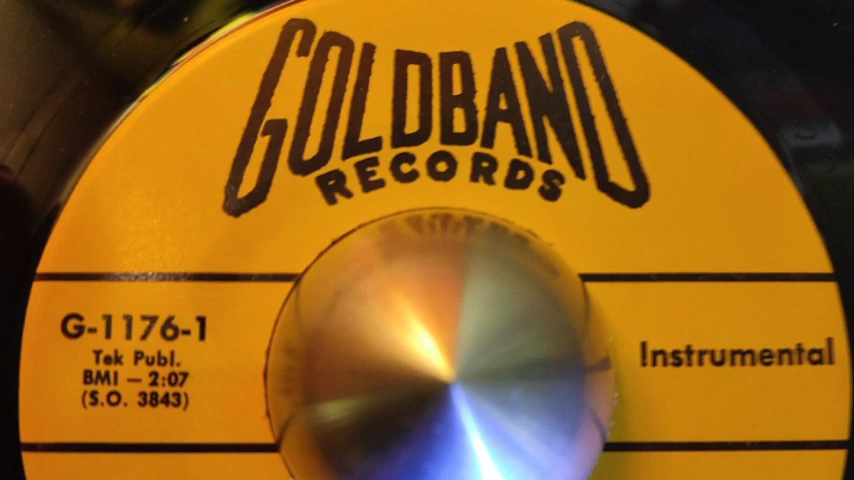 GOLDBAND
RECORDS
G-1176-1
Tek Publ.
BMI — 2:07
(S.O. 3843)
Instrumental